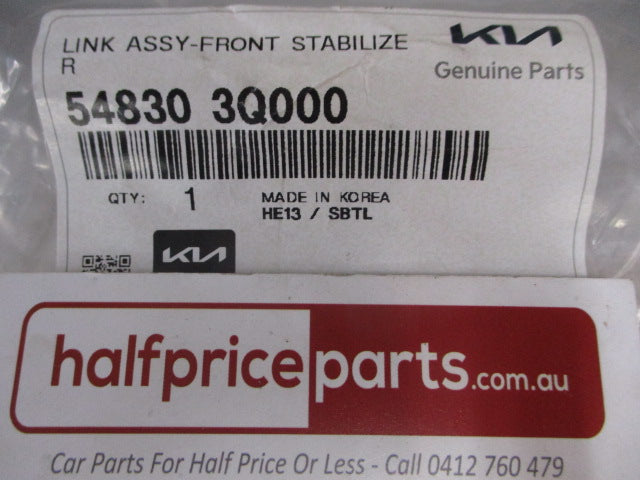 LINK ASSY-FRONT STABILIZE
R
KIA
Genuine Parts
54830 3Q000
QTY: 1 MADE IN KOREA
HE13 / SBTL
KIA
halfpriceparts.com.au
Car Parts For Half Price Or Less - Call 0412 760 479